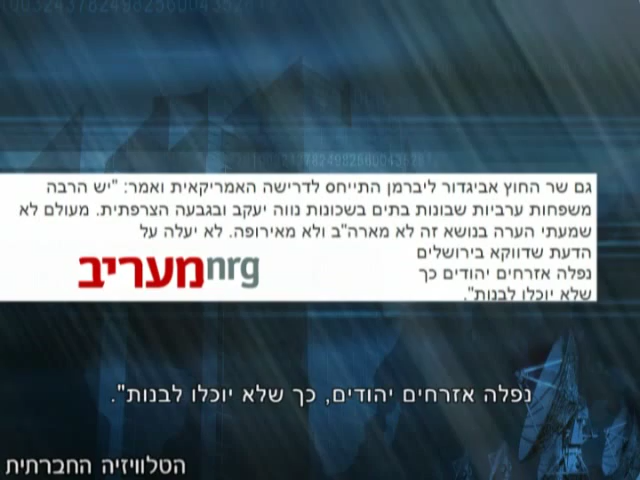 גם שר החוץ אביגדור ליברמן התייחס לדרישה האמריקאית ואמר: "יש הרבה
משפחות ערביות שבונות בתים בשכונות נווה יעקב ובגבעה הצרפתית. מעולם לא
שמעתי הערה בנושא זה לא מארה"ב ולא מאירופה. לא יעלה על
הדעת שדווקא בירושלים
נפלה אזרחים יהודים כך
שלא יוכלו לבנות".
nrg מעריב
נפלה אזרחים יהודים, כך שלא יוכלו לבנות".
הטלוויזיה החברתית